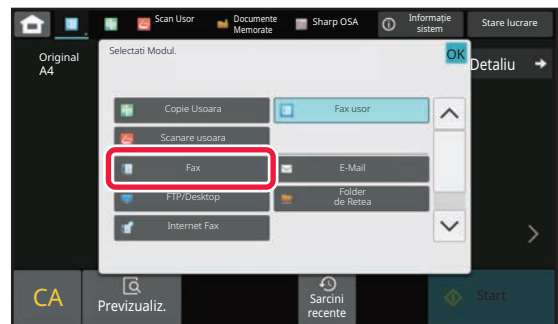 Scan Usor
Documente
Memorate
Sharp OSA
Informație
sistem
Stare lucrare
Original
A4
Selectati Modul.
OK
Detaliu
Copie Usoara
Fax usor
Scanare usoara
Fax
E-Mail
FTP/Desktop
Folder
de Retea
Internet Fax
CA
Previzualiz.
Sarcini
recente
Start